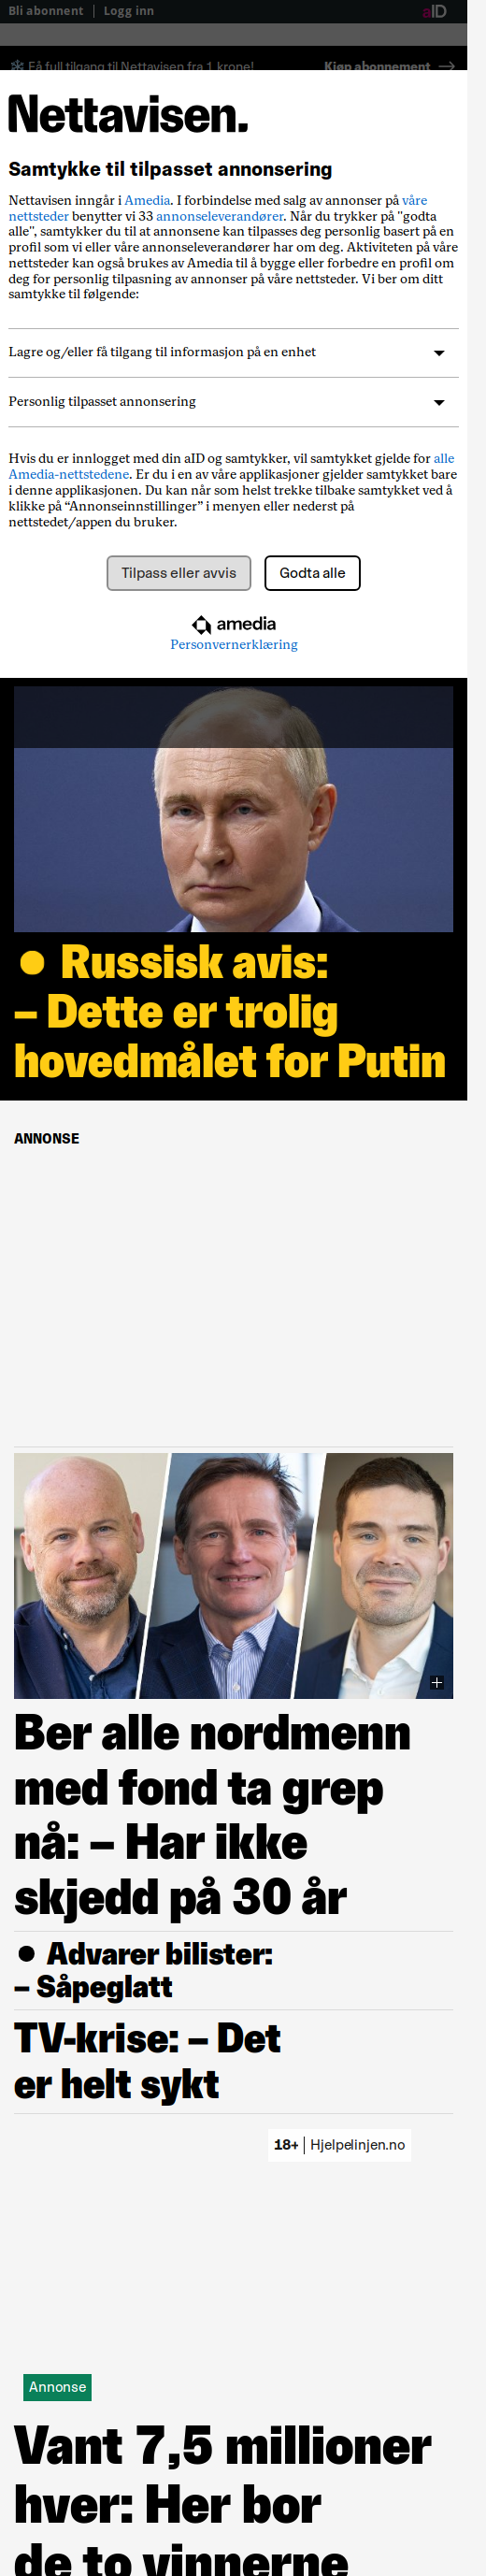 Bli abonnent | Logg inn aID
Få full tilgang til Nettavisen fra 1 krone! Kjøp abonnement →
Nettavisen.
Samtykke til tilpasset annonsering
Nettavisen inngår i Amedia. I forbindelse med salg av annonser på våre
nettsteder benytter vi 33 annonseleverandører. Når du trykker på "godta
alle", samtykker du til at annonsene kan tilpasses deg personlig basert på en
profil som vi eller våre annonseleverandører har om deg. Aktiviteten på våre
nettsteder kan også brukes av Amedia til å bygge eller forbedre en profil om
deg for personlig tilpasning av annonser på våre nettsteder. Vi ber om ditt
samtykke til følgende:
Lagre og/eller få tilgang til informasjon på en enhet
Personlig tilpasset annonsering
Hvis du er innlogget med din aID og samtykker, vil samtykket gjelde for alle
Amedia-nettstedene. Er du i en av våre applikasjoner gjelder samtykket bare
i denne applikasjonen. Du kan når som helst trekke tilbake samtykket ved å
klikke på “Annonseinnstillinger” i menyen eller nederst på
nettstedet/appen du bruker.
Tilpass eller avvis Godta alle
amedia
Personvernerklæring
● Russisk avis:
– Dette er trolig
hovedmålet for Putin
ANNONSE
Ber alle nordmenn
med fond ta grep
nå: – Har ikke
skjedd på 30 år
● Advarer bilister:
– Såpeglatt
TV-krise: – Det
er helt sykt
18+ | Hjelpelinjen.no
Annonse
Vant 7,5 millioner
hver: Her bor
de to vinnerne